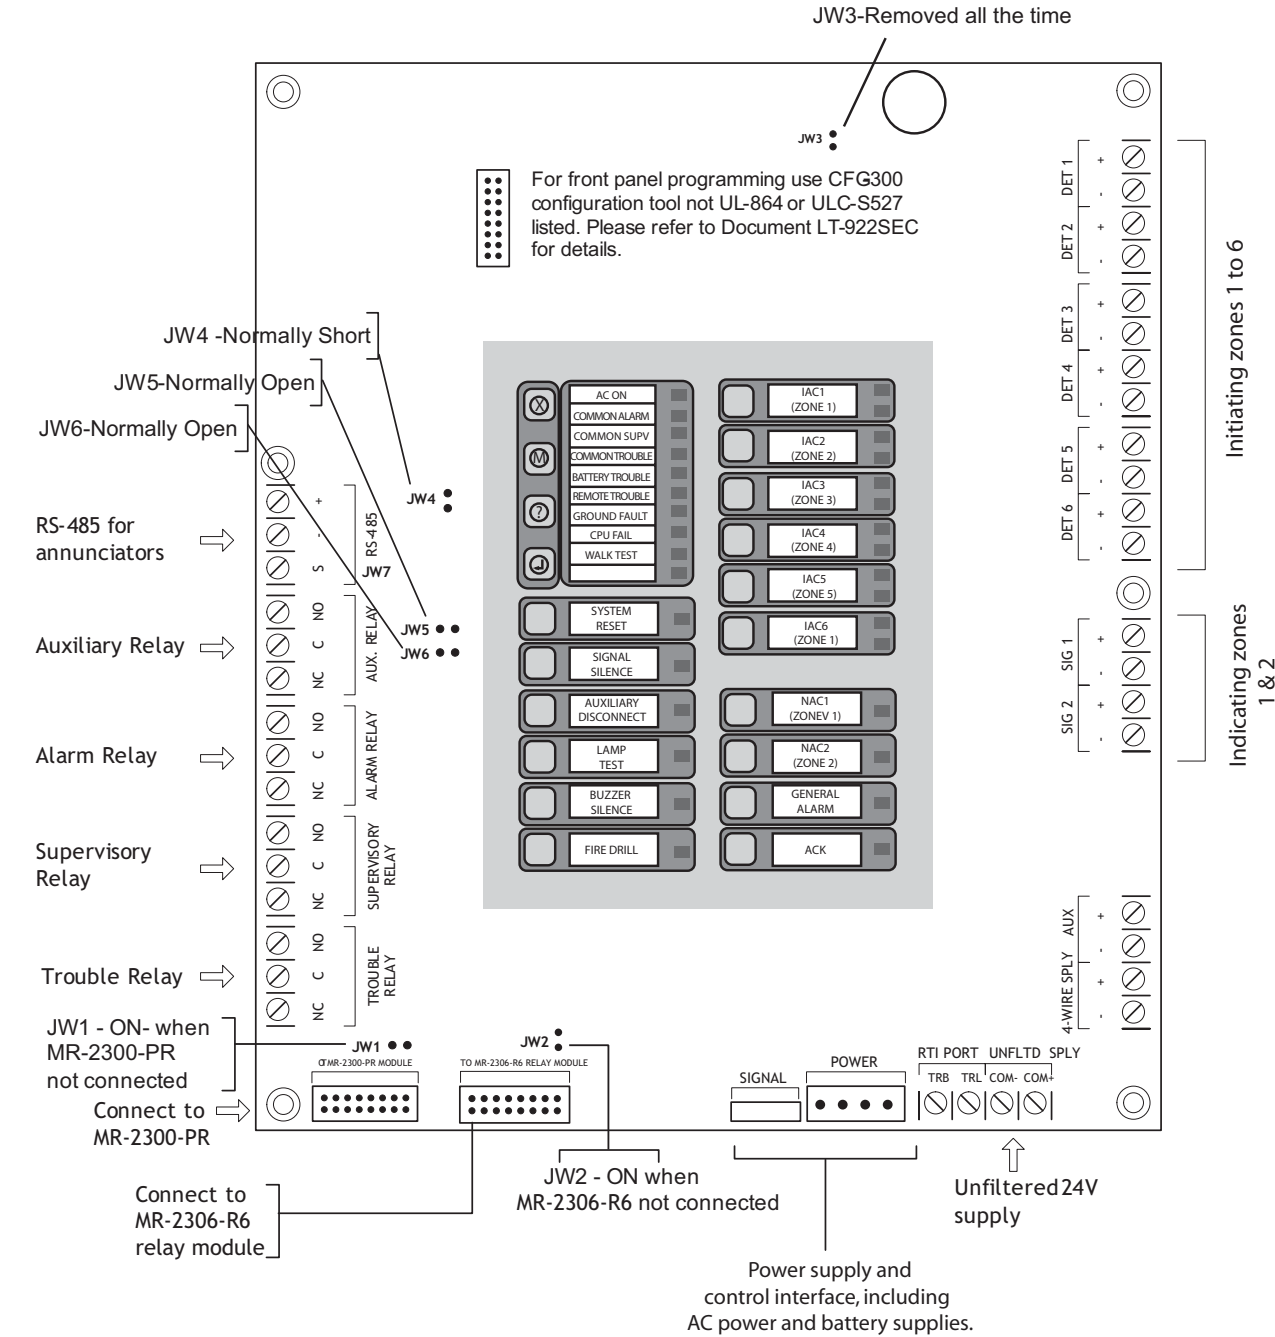 JW3-Removed all the time
JW3
For front panel programming use CFG300
configuration tool not UL-864 or ULC-S527
listed. Please refer to Document LT-922SEC
for details.
JW4 -Normally Short
JW5-Normally Open
JW6-Normally Open
JW4
JW5
JW6
RS-485 for
annunciators
+
-
S
RS-485
JW7
Auxiliary Relay
NO
C
NC
AUX. RELAY
Alarm Relay
NO
C
NC
ALARM RELAY
Supervisory
Relay
NO
C
NC
SUPERVISORY
RELAY
Trouble Relay
NO
C
NC
TROUBLE
RELAY
X
M
?
AC ON
COMMON ALARM
COMMON SUPV
COMMON TROUBLE
BATTERY TROUBLE
REMOTE TROUBLE
GROUND FAULT
CPU FAIL
WALK TEST
SYSTEM
RESET
SIGNAL
SILENCE
AUXILIARY
DISCONNECT
LAMP
TEST
BUZZER
SILENCE
FIRE DRILL
IAC1
(ZONE 1)
IAC2
(ZONE 2)
IAC3
(ZONE 3)
IAC4
(ZONE 4)
IAC5
(ZONE 5)
IAC6
(ZONE 1)
NAC1
(ZONEV 1)
NAC2
(ZONE 2)
GENERAL
ALARM
ACK
DET 1
+
-
DET 2
+
-
DET 3
+
-
DET 4
+
-
DET 5
+
-
DET 6
+
-
Initiating zones 1 to 6
SIG 1
+
-
SIG 2
+
-
Indicating zones
1 & 2
AUX
+
-
4-WIRE SPLY
+
-
JW1 - ON- when
MR-2300-PR
not connected
JW1
OTMR-2300-PR MODULE
Connect to
MR-2300-PR
JW2
TO MR-2306-R6 RELAY MODULE
JW2 - ON when
MR-2306-R6 not connected
Connect to
MR-2306-R6
relay module
SIGNAL
POWER
RTI PORT UNFLTD SPLY
TRB TRL COM- COM+
Unfiltered 24V
supply
Power supply and
control interface, including
AC power and battery supplies.